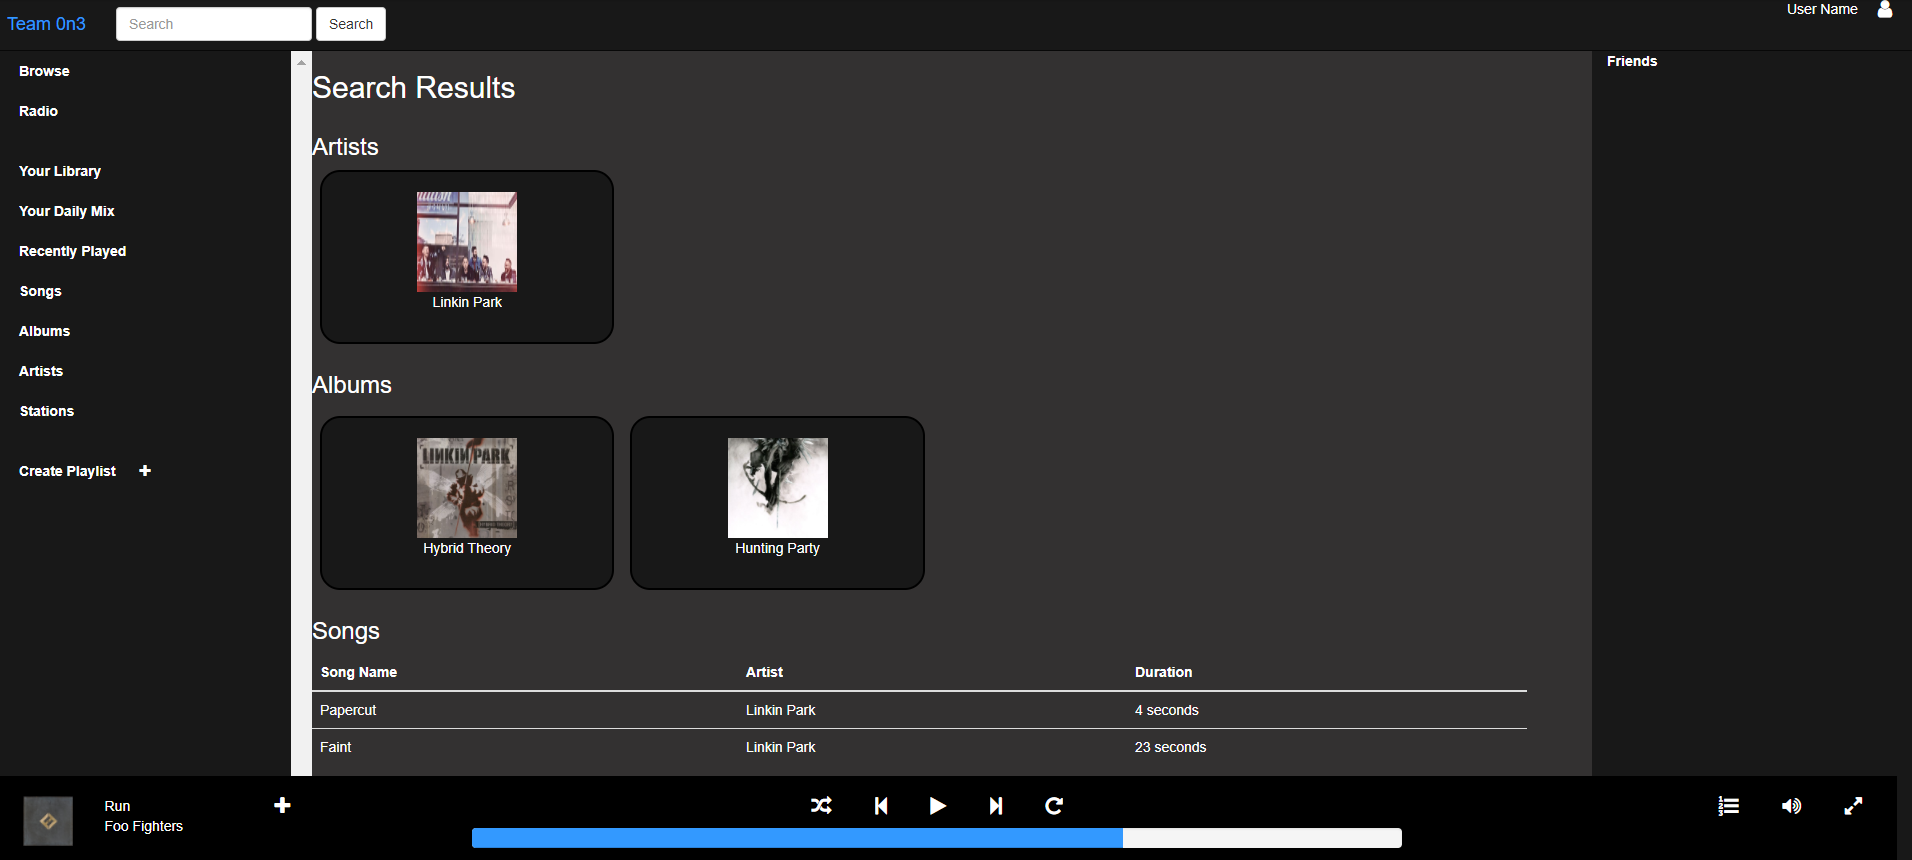 Team 0n3
Search
Search
User Name
Browse
Radio
Your Library
Your Daily Mix
Recently Played
Songs
Albums
Artists
Stations
Create Playlist
Search Results
Artists
Linkin Park
Albums
LINKIN PARK
Hybrid Theory
Hunting Party
Songs
Song Name Artist Duration
Papercut Linkin Park 4 seconds
Faint Linkin Park 23 seconds
Friends
Run
Foo Fighters